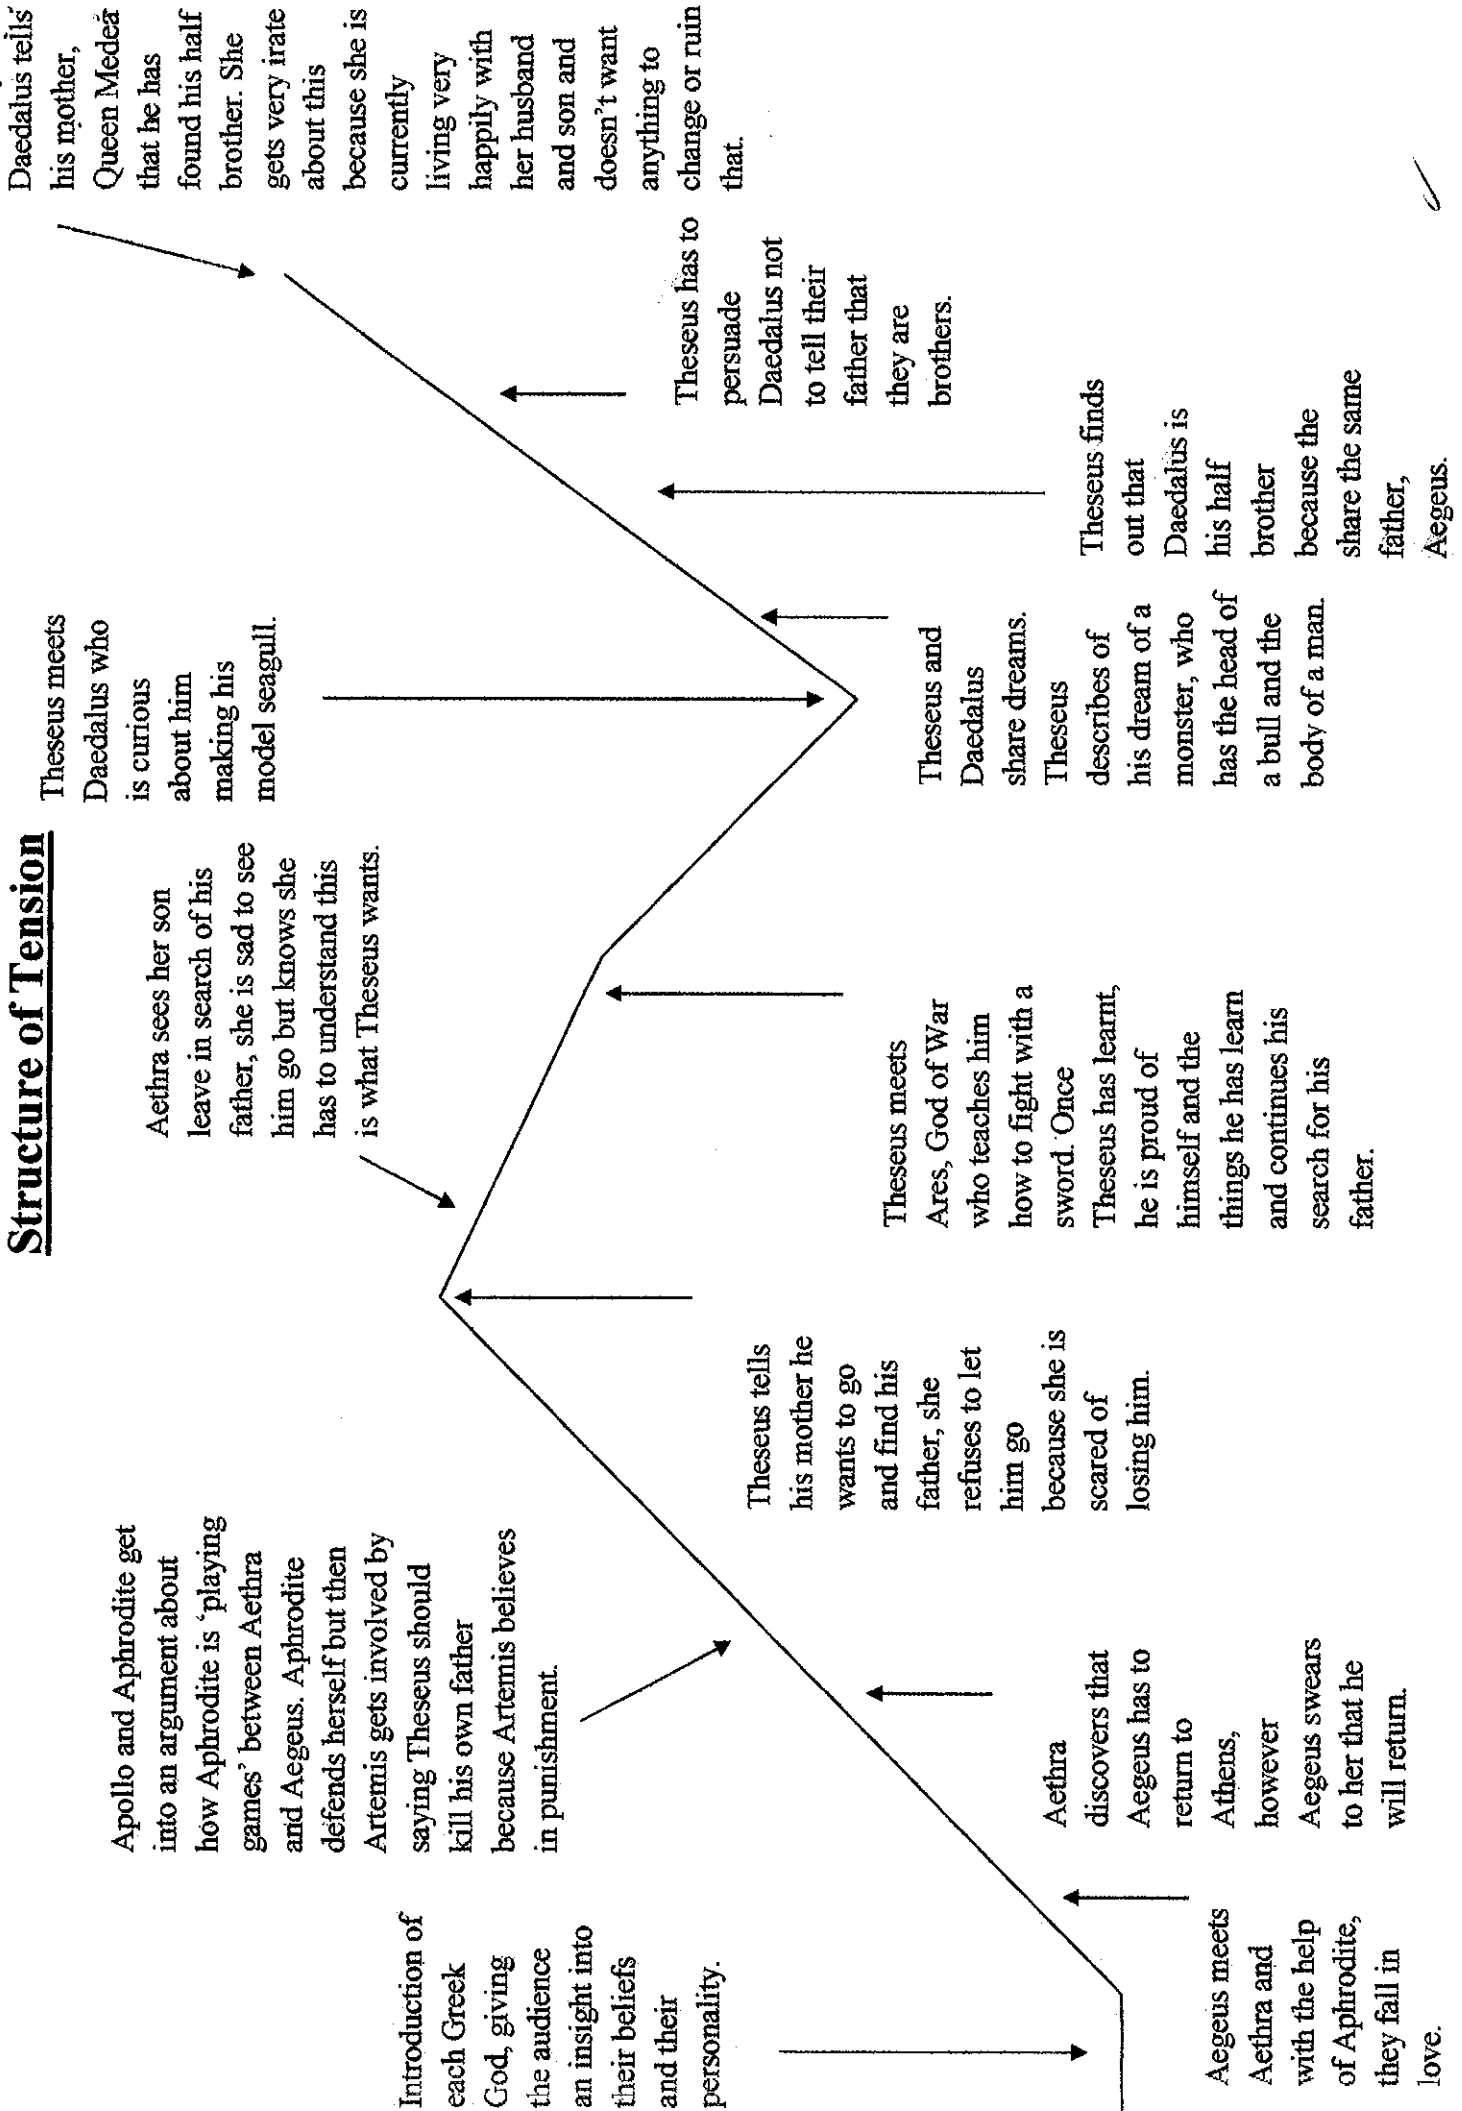 Structure of Tension
Introduction of
each Greek
God, giving
the audience
an insight into
their beliefs
and their
personality.
Aegeus meets
Aethra and
with the help
of Aphrodite,
they fall in
love.
Aethra
discovers that
Aegeus has to
return to
Athens,
however
Aegeus swears
to her that he
will return.
Apollo and Aphrodite get
into an argument about
how Aphrodite is ‘playing
games’ between Aethra
and Aegeus. Aphrodite
defends herself but then
Artemis gets involved by
saying Theseus should
kill his own father
because Artemis believes
in punishment.
Theseus tells
his mother he
wants to go
and find his
father, she
refuses to let
him go
because she is
scared of
losing him.
Aethra sees her son
leave in search of his
father, she is sad to see
him go but knows she
has to understand this
is what Theseus wants.
Theseus meets
Ares, God of War
who teaches him
how to fight with a
sword. Once
Theseus has learnt,
he is proud of
himself and the
things he has learn
and continues his
search for his
father.
Theseus meets
Daedalus who
is curious
about him
making his
model seagull.
Theseus and
Daedalus
share dreams.
Theseus
describes of
his dream of a
monster, who
has the head of
a bull and the
body of a man.
Theseus finds
out that
Daedalus is
his half
brother
because the
share the same
father,
Aegeus.
Theseus has to
persuade
Daedalus not
to tell their
father that
they are
brothers.
Daedalus tells
his mother,
Queen Medea
that he has
found his half
brother. She
gets very irate
about this
because she is
currently
living very
happily with
her husband
and son and
doesn’t want
anything to
change or ruin
that.